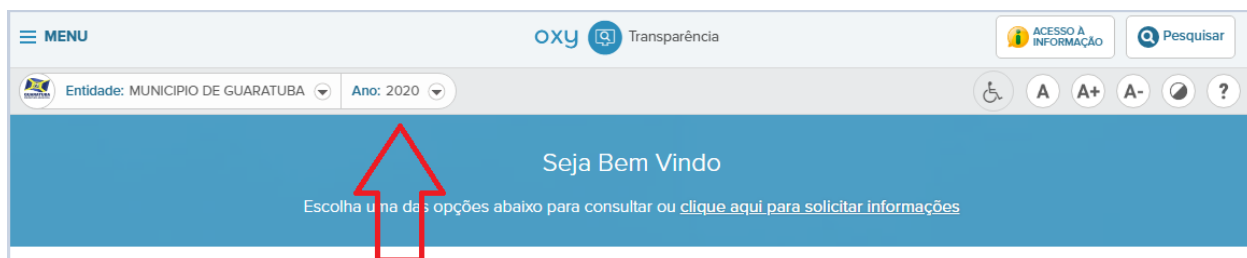 MENU
oxy Transparência
ACESSO À
INFORMAÇÃO
Pesquisar
GUARATUBA
Entidade: MUNICIPIO DE GUARATUBA
Ano: 2020
A A+ A- ?
Seja Bem Vindo
Escolha uma das opções abaixo para consultar ou clique aqui para solicitar informações